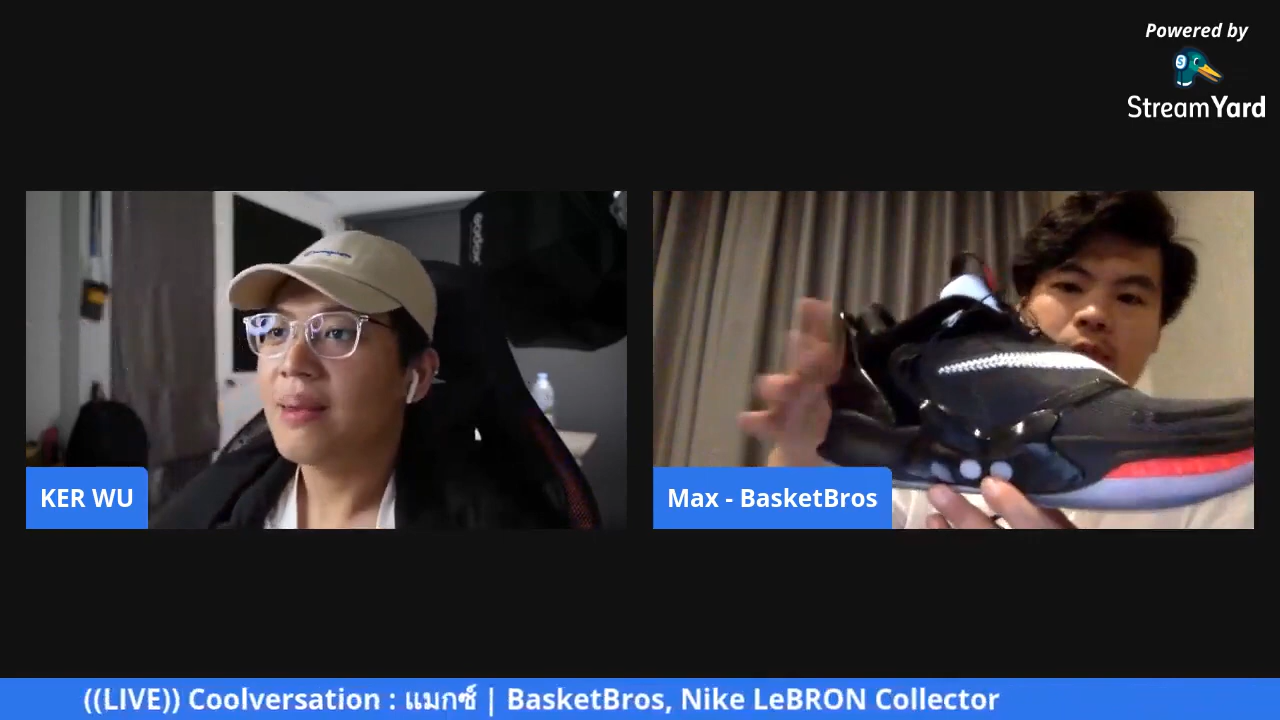 Powered by
StreamYard
KER WU
Max - BasketBros
((LIVE)) Coolversation : แมกซ์ | BasketBros, Nike LeBRON Collector